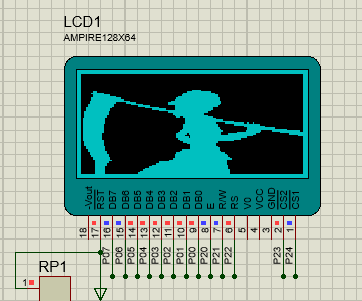 LCD1
AMPIRE128X64
-Vout
RST
DB7
DB6
DB5
DB4
DB3
DB2
DB1
DB0
E
R/W
RS
V0
VCC
GND
CS2
CS1
18
17
16
15
14
13
12
11
10
9
8
7
6
5
4
3
2
1
P07
P06
P05
P04
P03
P02
P01
P00
P20
P21
P22
P23
P24
RP1
1